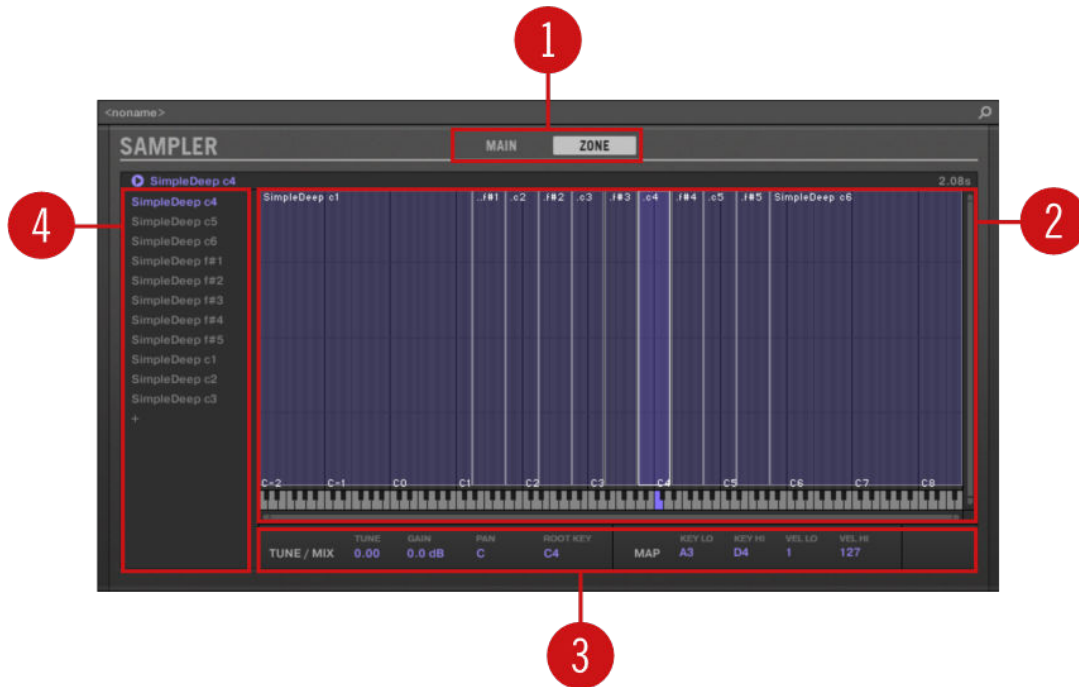 1
<noname>
SAMPLER
MAIN ZONE
SimpleDeep c4 2.08s
4
2
SimpleDeep c4
SimpleDeep c5
SimpleDeep c6
SimpleDeep f#1
SimpleDeep f#2
SimpleDeep f#3
SimpleDeep f#4
SimpleDeep f#5
SimpleDeep c1
SimpleDeep c2
SimpleDeep c3
+
SimpleDeep c1 ..f#1 .c2 .f#2 .c3 .f#3 .c4 .f#4 .c5 .f#5 SimpleDeep c6
C-2 C-1 C0 C1 C2 C3 C4 C5 C6 C7 C8
TUNE GAIN PAN ROOT KEY KEY LO KEY HI VEL LO VEL HI
TUNE / MIX 0.00 0.0 dB C C4 MAP A3 D4 1 127
3